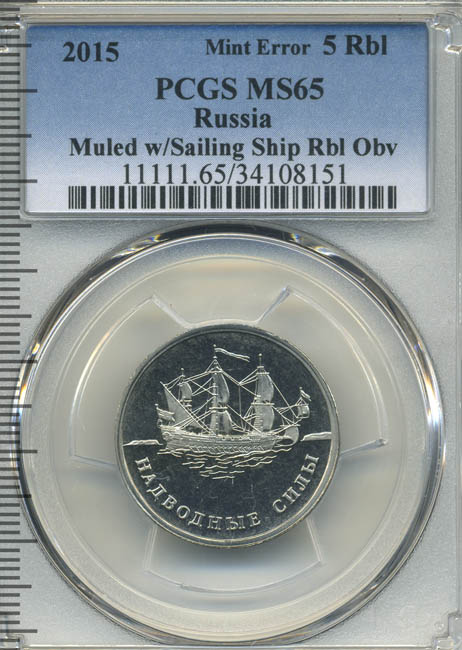 2015 Mint Error 5 Rbl
PCGS MS65
Russia
Muled w/Sailing Ship Rbl Obv
11111.65/34108151
НАДВОДНЫЕ СИЛЫ